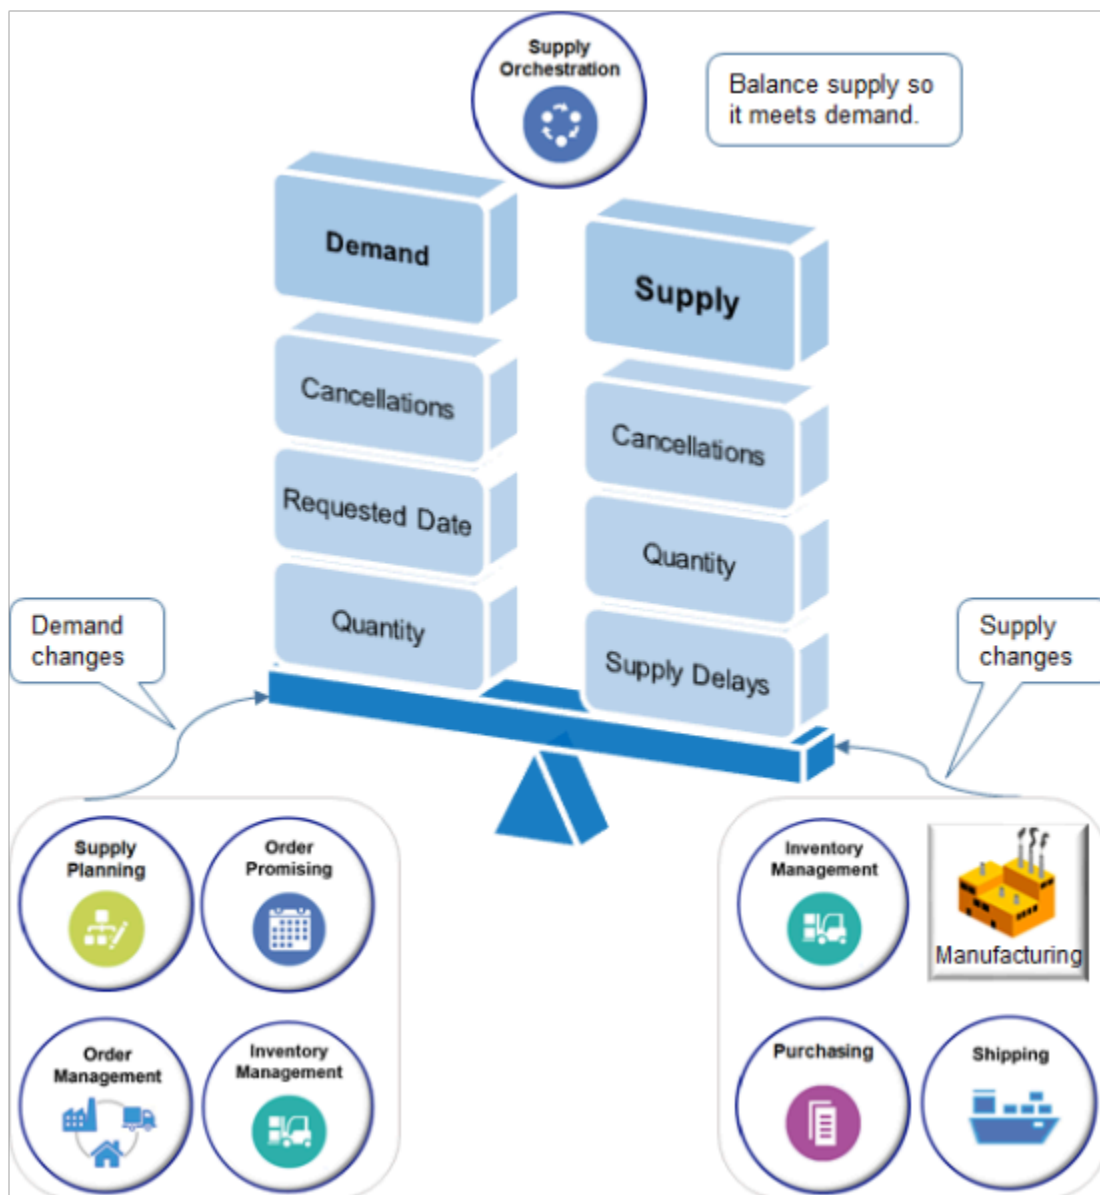 Supply
Orchestration
Balance supply so
it meets demand.
Demand
Cancellations
Requested Date
Quantity
Supply
Cancellations
Quantity
Supply Delays
Demand
changes
Supply
changes
Supply
Planning
Order
Promising
Order
Management
Inventory
Management
Inventory
Management
Manufacturing
Purchasing
Shipping